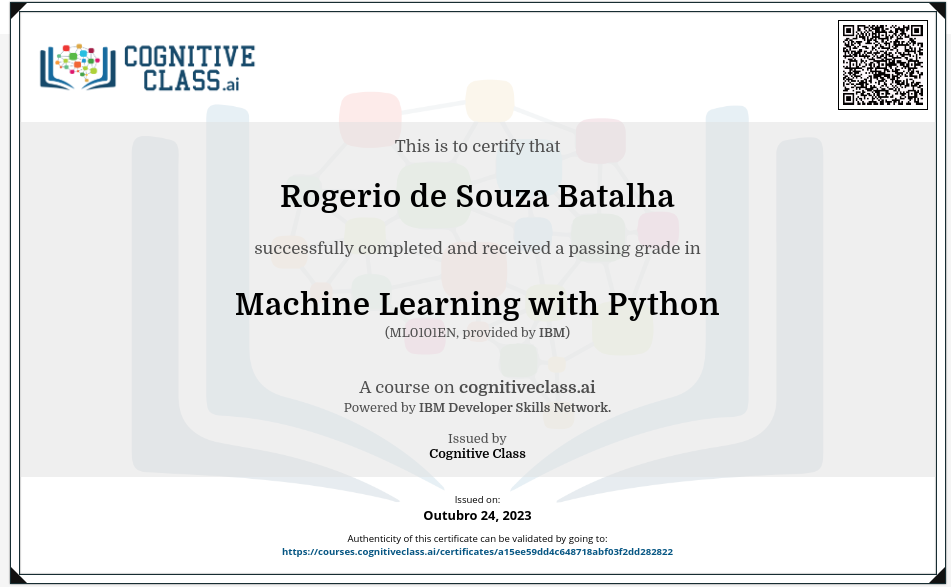 COGNITIVE
CLASS.ai
This is to certify that
Rogerio de Souza Batalha
successfully completed and received a passing grade in
Machine Learning with Python
(ML0101EN, provided by IBM)
A course on cognitiveclass.ai
Powered by IBM Developer Skills Network.
Issued by
Cognitive Class
Issued on:
Outubro 24, 2023
Authenticity of this certificate can be validated by going to:
https://courses.cognitiveclass.ai/certificates/a15ee59dd4c648718abf03f2dd282822